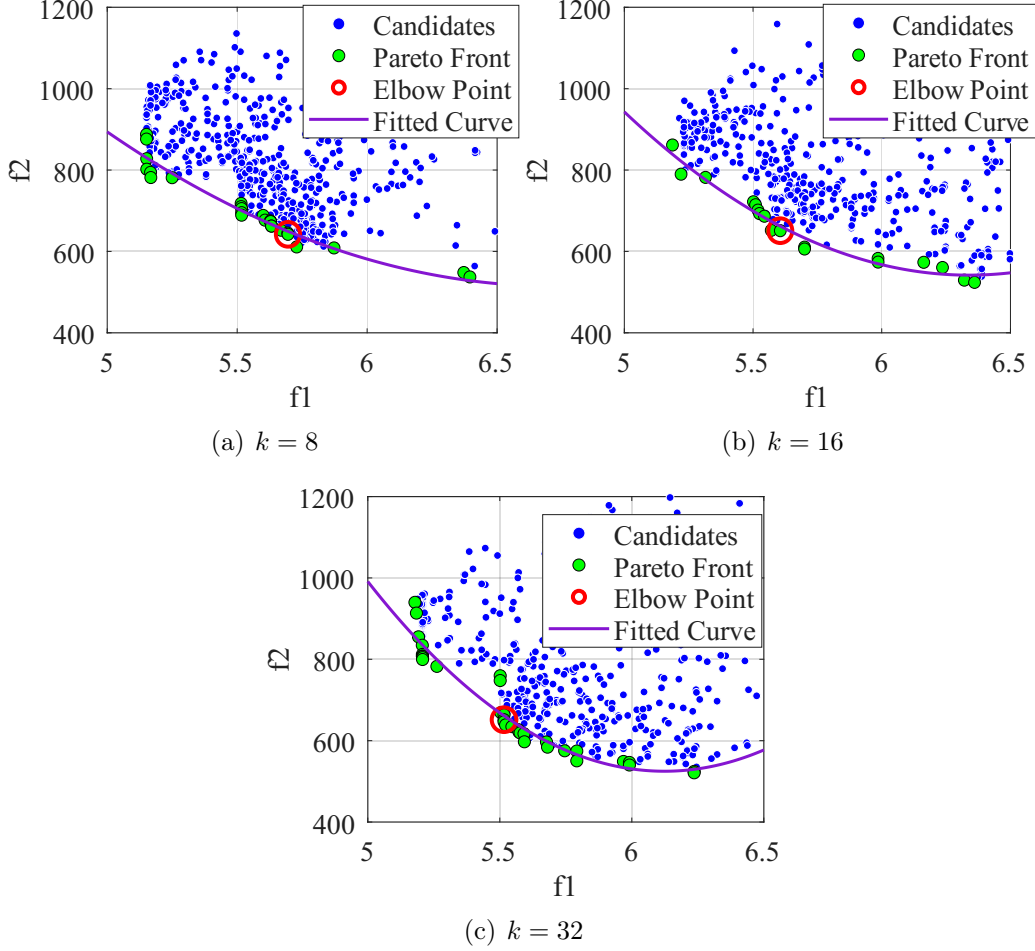 1200
1000
800
600
400
f2
5
5.5
6
6.5
f1
Candidates
Pareto Front
Elbow Point
Fitted Curve
(a) k = 8
1200
1000
800
600
400
f2
5
5.5
6
6.5
f1
Candidates
Pareto Front
Elbow Point
Fitted Curve
(b) k = 16
1200
1000
800
600
400
f2
5
5.5
6
6.5
f1
Candidates
Pareto Front
Elbow Point
Fitted Curve
(c) k = 32